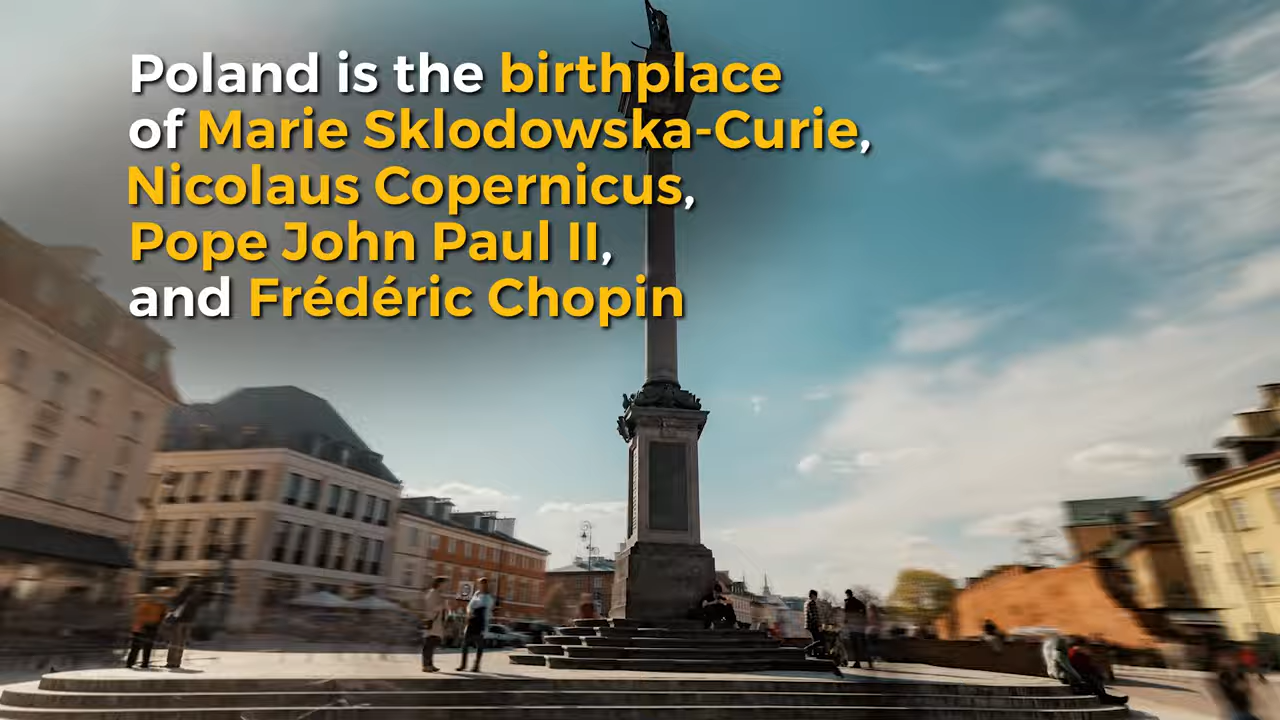 Poland is the birthplace
of Marie Sklodowska-Curie,
Nicolaus Copernicus,
Pope John Paul II,
and Frédéric Chopin